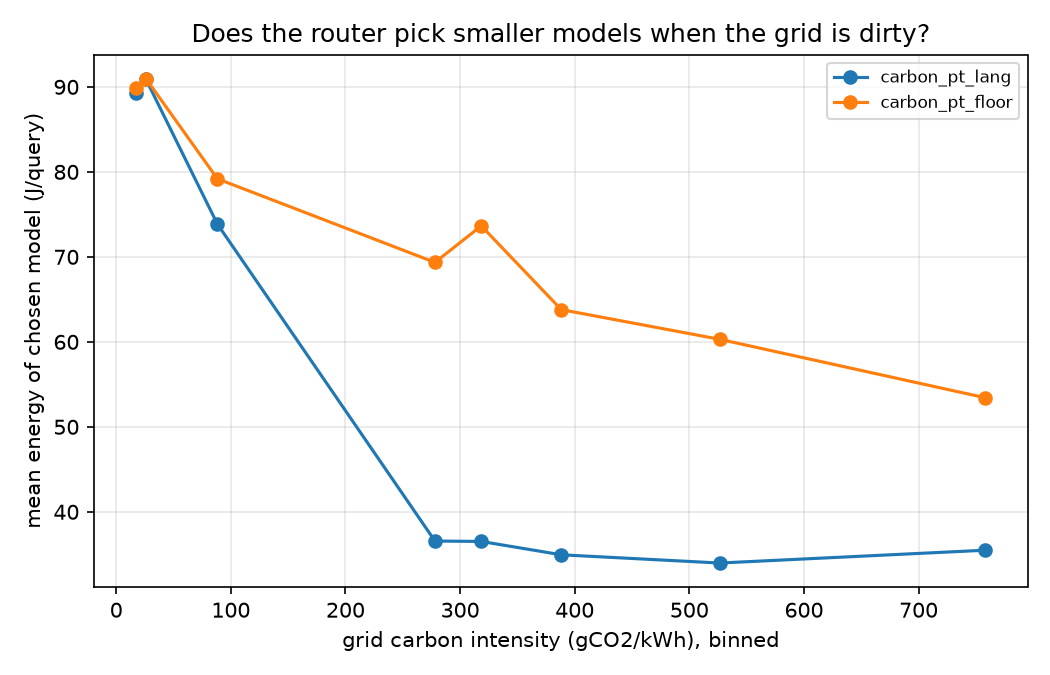 Does the router pick smaller models when the grid is dirty?
carbon_pt_lang
carbon_pt_floor
mean energy of chosen model (J/query)
90
80
70
60
50
40
0 100 200 300 400 500 600 700
grid carbon intensity (gCO2/kWh), binned